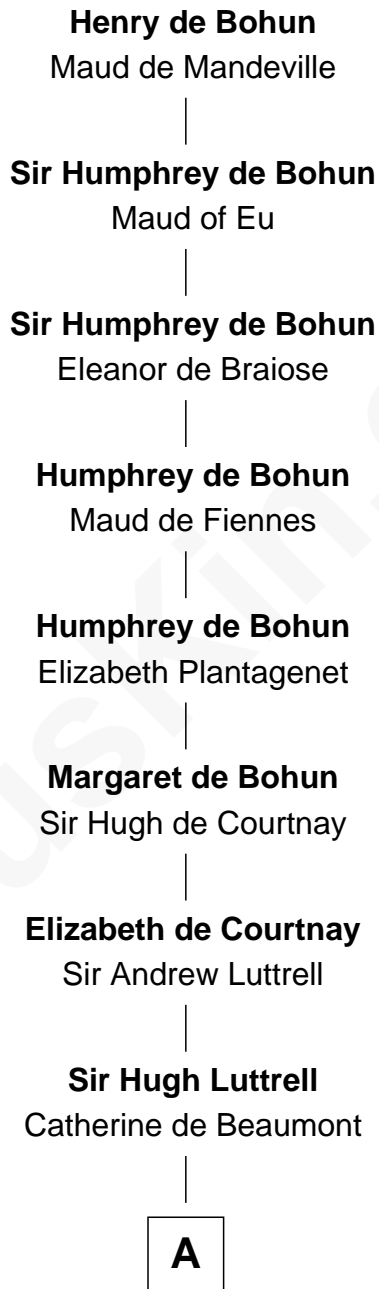 Henry de Bohun
Maud de Mandeville
Sir Humphrey de Bohun
Maud of Eu
Sir Humphrey de Bohun
Eleanor de Braiose
Humphrey de Bohun
Maud de Fiennes
Humphrey de Bohun
Elizabeth Plantagenet
Margaret de Bohun
Sir Hugh de Courtnay
Elizabeth de Courtnay
Sir Andrew Luttrell
Sir Hugh Luttrell
Catherine de Beaumont
A